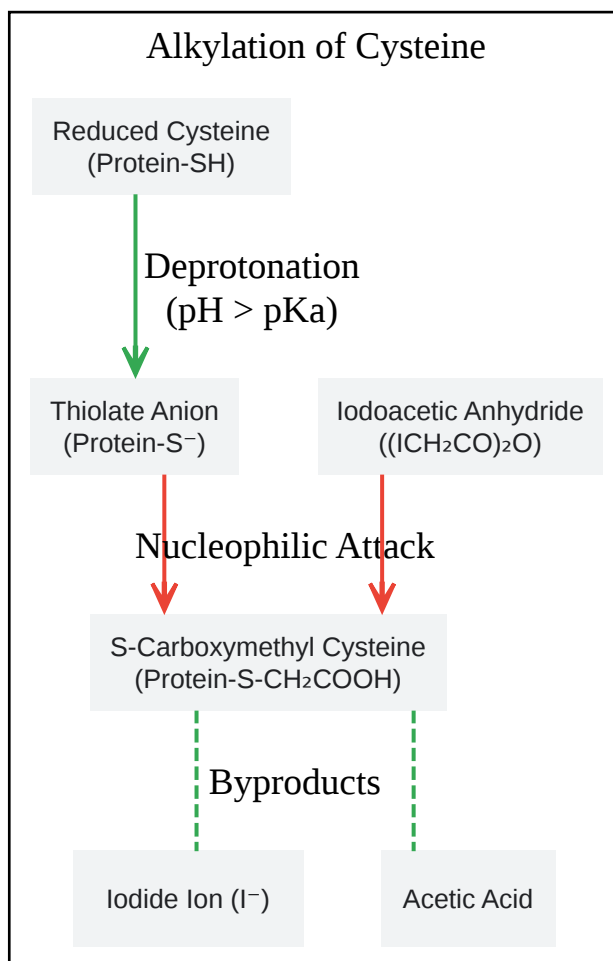 Alkylation of Cysteine
Reduced Cysteine
(Protein-SH)
Deprotonation
(pH > pKa)
Thiolate Anion
(Protein-S⁻)
Iodoacetic Anhydride
((ICH₂CO)₂O)
Nucleophilic Attack
S-Carboxymethyl Cysteine
(Protein-S-CH₂COOH)
Byproducts
Iodide Ion (I⁻)
Acetic Acid